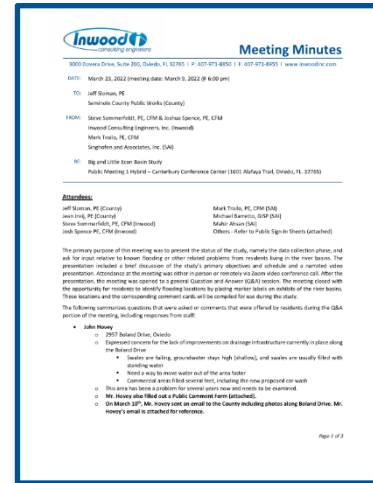 Inwood
consulting engineers
Meeting Minutes
3000 Dovera Drive, Suite 200, Oviedo, FL 32765 I P: 407-971-8850 I F: 407-971-8955 I www.inwoodinc.com
DATE: March 23, 2022 (meeting date: March 9, 2022 @ 6:00 pm)
TO: Jeff Sloman, PE
Seminole County Public Works (County)
FROM: Steve Sommerfeldt, PE, CFM & Joshua Spence, PE, CFM
Inwood Consulting Engineers, Inc. (Inwood)
Mark Troilo, PE, CFM
Singhofen and Associates, Inc. (SAI)
RE: Big and Little Econ Basin Study
Public Meeting 1 Hybrid – Canterbury Conference Center (1601 Alafaya Trail, Oviedo, FL. 32765)
Attendees:
Jeff Sloman, PE (County)
Mark Troilo, PE, CFM (SAI)
Jean Jreij, PE (County)
Michael Barretto, GISP (SAI)
Steve Sommerfeldt, PE, CFM (Inwood)
Mahir Ahsan (SAI)
Josh Spence PE, CFM (Inwood)
Others - Refer to Public Sign-In Sheets (attached)
The primary purpose of this meeting was to present the status of the study, namely the data collection phase, and
ask for input relative to known flooding or other related problems from residents living in the river basins. The
presentation included a brief discussion of the study's primary objectives and schedule and a narrated video
presentation. Attendance at the meeting was either in person or remotely via Zoom video conference call. After the
presentation, the meeting was opened to a general Question and Answer (Q&A) session. The meeting closed with
the opportunity for residents to identify flooding locations by placing marker labels on exhibits of the river basins.
These locations and the corresponding comment cards will be compiled for use during the study.
The following summarizes questions that were asked or comments that were offered by residents during the Q&A
portion of the meeting, including responses from staff:
• John Hovey
o 2957 Boland Drive, Oviedo
o Expressed concern for the lack of improvements on drainage infrastructure currently in place along
the Boland Drive
▪ Swales are failing, groundwater stays high (shallow), and swales are usually filled with
standing water
▪ Need a way to move water out of the area faster
▪ Commercial areas filled several feet, including the new proposed car wash
o This area has been a problem for several years now and needs to be examined.
o Mr. Hovey also filled out a Public Comment Form (attached).
o On March 10th, Mr. Hovey sent an email to the County including photos along Boland Drive. Mr.
Hovey's email is attached for reference.
Page 1 of 3